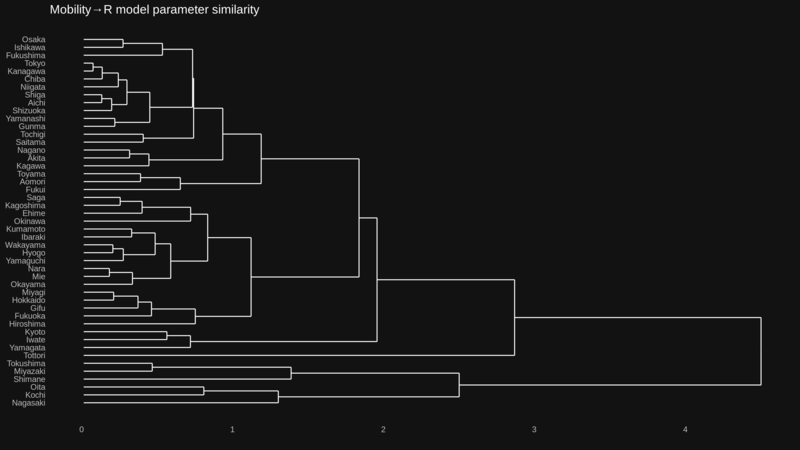 Mobility→R model parameter similarity
Osaka
Ishikawa
Fukushima
Tokyo
Kanagawa
Chiba
Niigata
Shiga
Aichi
Shizuoka
Yamanashi
Gunma
Tochigi
Saitama
Nagano
Akita
Kagawa
Toyama
Aomori
Fukui
Saga
Kagoshima
Ehime
Okinawa
Kumamoto
Ibaraki
Wakayama
Hyogo
Yamaguchi
Nara
Mie
Okayama
Miyagi
Hokkaido
Gifu
Fukuoka
Hiroshima
Kyoto
Iwate
Yamagata
Tottori
Tokushima
Miyazaki
Shimane
Oita
Kochi
Nagasaki
0 1 2 3 4